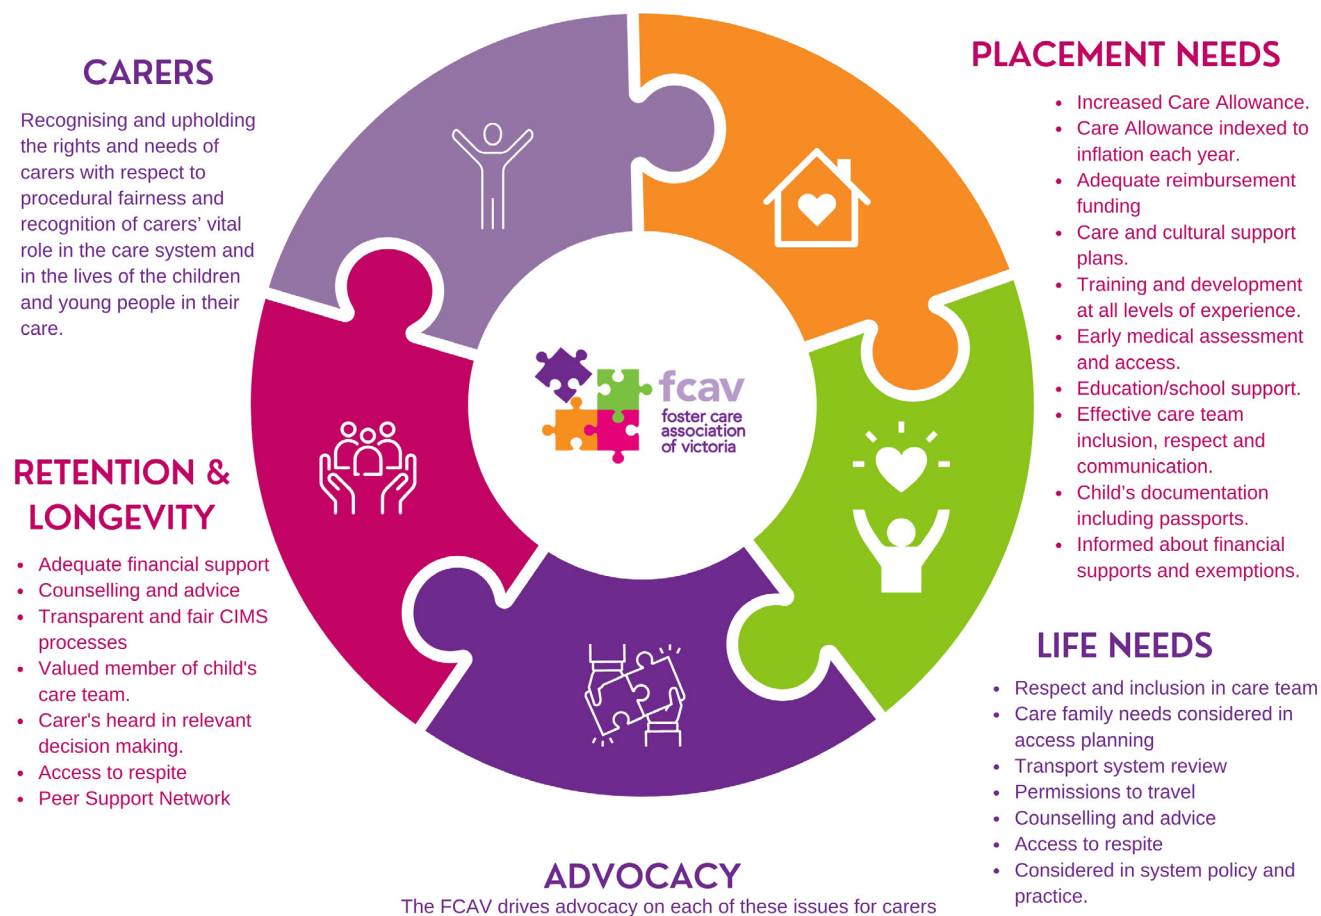 CARERS
Recognising and upholding
the rights and needs of
carers with respect to
procedural fairness and
recognition of carers’ vital
role in the care system and
in the lives of the children
and young people in their
care.
RETENTION &
LONGEVITY
• Adequate financial support
• Counselling and advice
• Transparent and fair CIMS
processes
• Valued member of child's
care team.
• Carer's heard in relevant
decision making.
• Access to respite
• Peer Support Network
fcav
foster care
association
of victoria
PLACEMENT NEEDS
• Increased Care Allowance.
• Care Allowance indexed to
inflation each year.
• Adequate reimbursement
funding
• Care and cultural support
plans.
• Training and development
at all levels of experience.
• Early medical assessment
and access.
• Education/school support.
• Effective care team
inclusion, respect and
communication.
• Child’s documentation
including passports.
• Informed about financial
supports and exemptions.
LIFE NEEDS
• Respect and inclusion in care team
• Care family needs considered in
access planning
• Transport system review
• Permissions to travel
• Counselling and advice
• Access to respite
• Considered in system policy and
practice.
ADVOCACY
The FCAV drives advocacy on each of these issues for carers